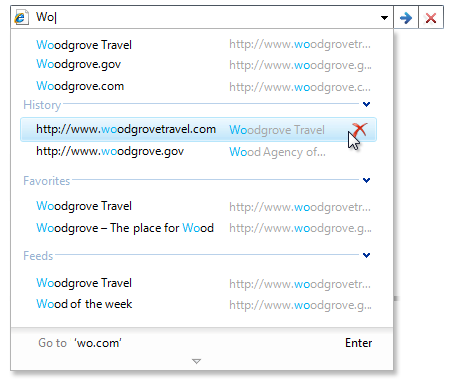 Wo
Woodgrove Travel http://www.woodgrovetr...
Woodgrove.gov http://www.woodgrove.g...
Woodgrove.com http://www.woodgrove.c...
History
http://www.woodgrovetravel.com Woodgrove Travel
http://www.woodgrove.gov Wood Agency of...
Favorites
Woodgrove Travel http://www.woodgrovetr...
Woodgrove – The place for Wood http://www.woodgrove.g...
Feeds
Woodgrove Travel http://www.woodgrovetr...
Wood of the week http://www.woodgrove.g...
Go to 'wo.com' Enter